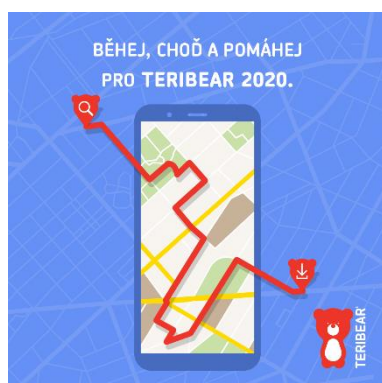 BĚHEJ, CHOĎ A POMÁHEJ
PRO TERIBEAR 2020.
TERIBEAR